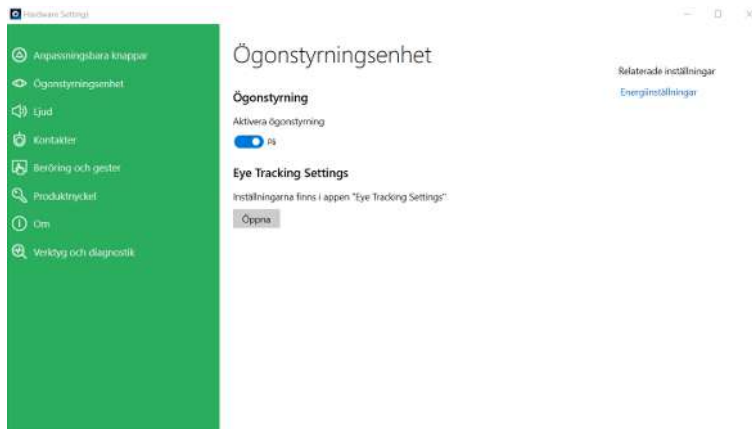 Hardware Settings
Anpassningsbara knappar
Ögonstyrningsenhet
Ljud
Kontakter
Beröring och gester
Produktnyckel
Om
Verktyg och diagnostik
Ögonstyrningsenhet
Ögonstyrning
Aktivera ögonstyrning
På
Eye Tracking Settings
Inställningarna finns i appen "Eye Tracking Settings"
Öppna
Relaterade inställningar
Energiinställningar